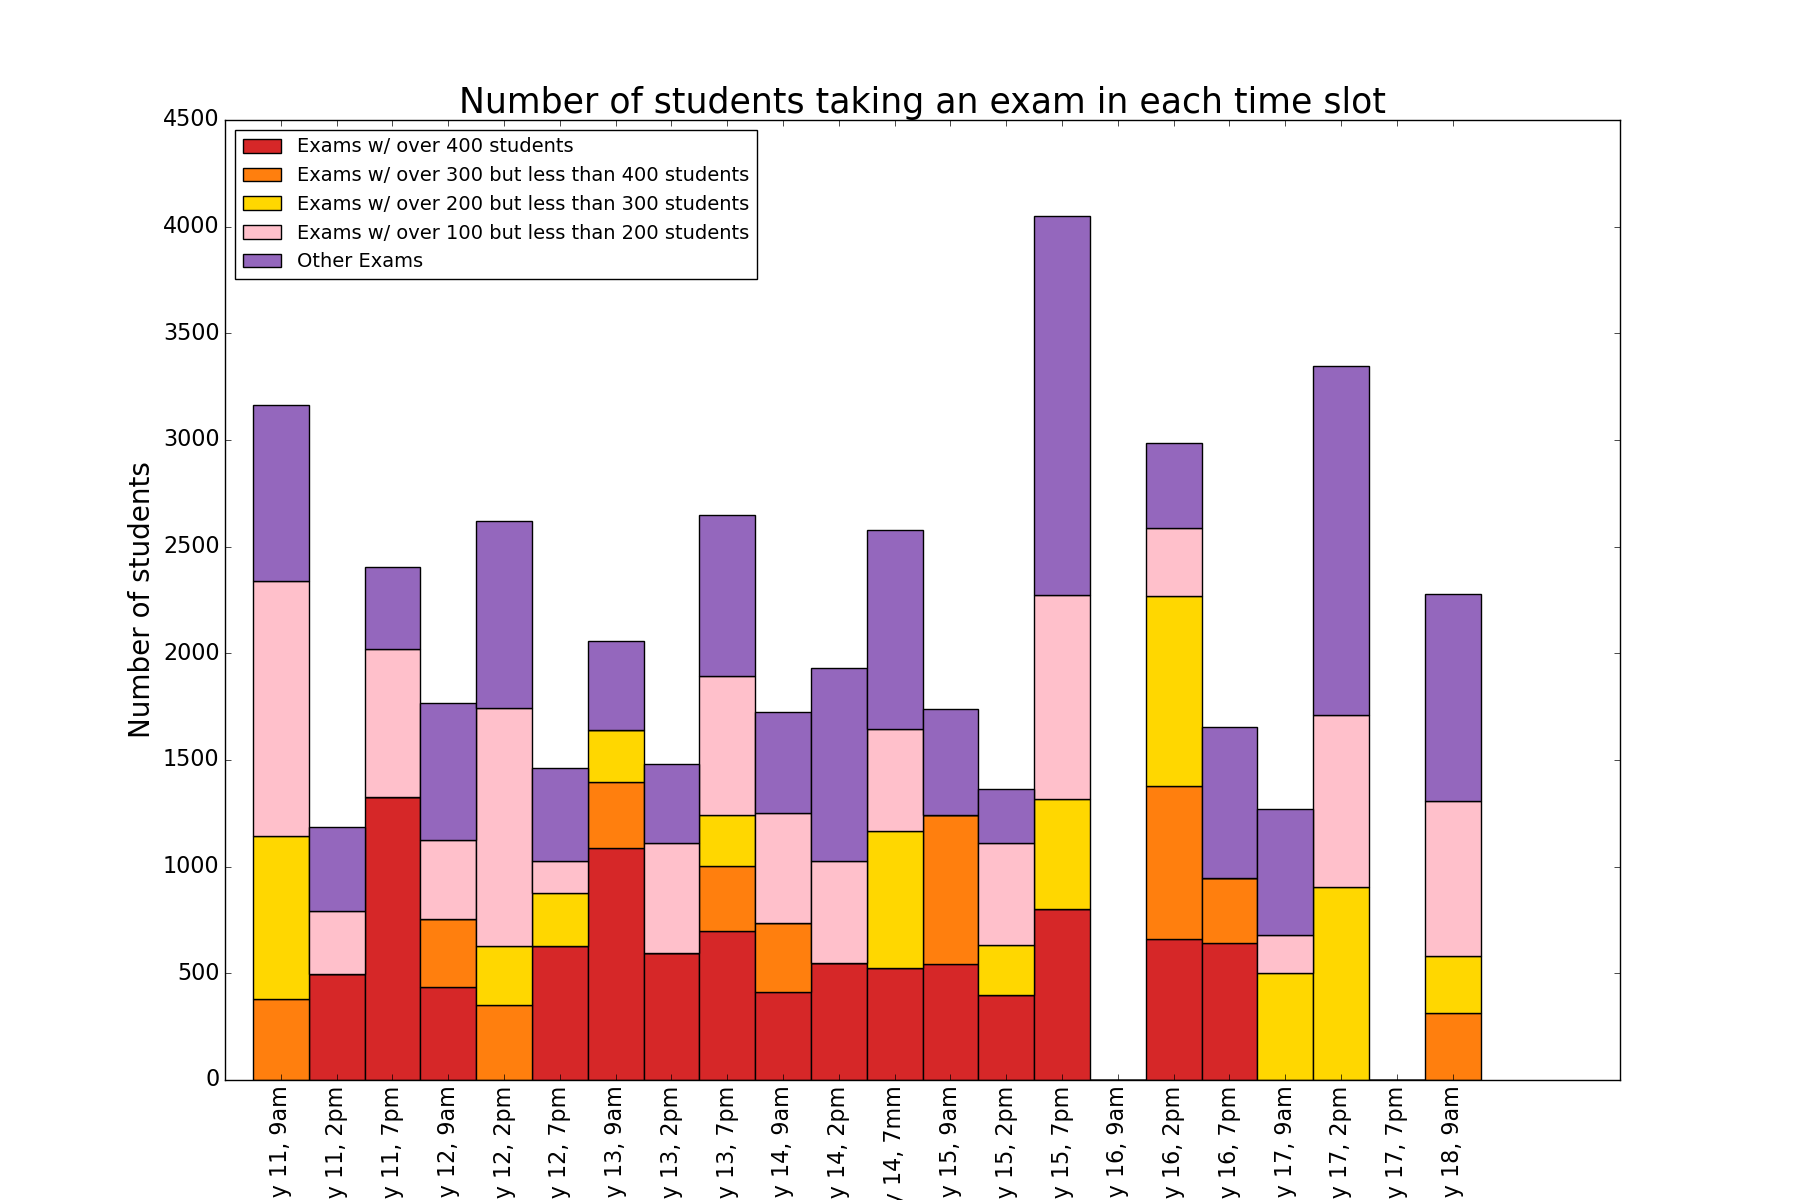 Number of students taking an exam in each time slot
Exams w/ over 400 students
Exams w/ over 300 but less than 400 students
Exams w/ over 200 but less than 300 students
Exams w/ over 100 but less than 200 students
Other Exams
Number of students
4500
4000
3500
3000
2500
2000
1500
1000
500
0
y 11, 9am
y 11, 2pm
y 11, 7pm
y 12, 9am
y 12, 2pm
y 12, 7pm
y 13, 9am
y 13, 2pm
y 13, 7pm
y 14, 9am
y 14, 2pm
y 14, 7mm
y 15, 9am
y 15, 2pm
y 15, 7pm
y 16, 9am
y 16, 2pm
y 16, 7pm
y 17, 9am
y 17, 2pm
y 17, 7pm
y 18, 9am